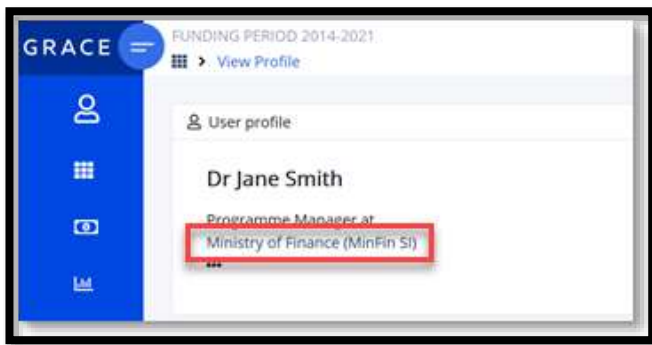 GRACE
FUNDING PERIOD 2014-2021
View Profile
User profile
Dr Jane Smith
Programme Manager at
Ministry of Finance (MinFin SI)